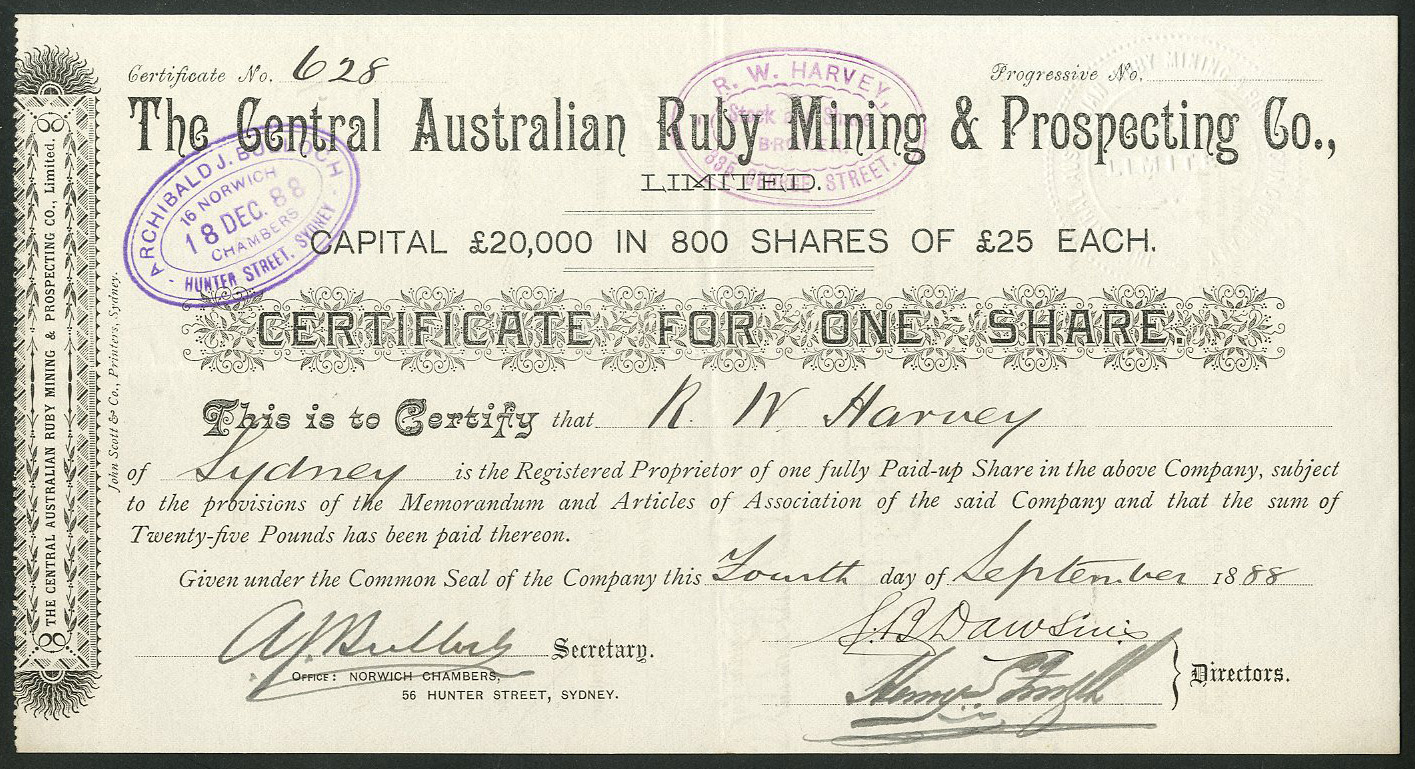 Certificate No. 628
Progressive No.
R. W. HARVEY,
BROKER
GEORGE STREET.
The Central Australian Ruby Mining & Prospecting Co.,
LIMITED.
ARCHIBALD J. BULLOCH
16 NORWICH
18 DEC. 88
CHAMBERS
HUNTER STREET. SYDNEY
CAPITAL £20,000 IN 800 SHARES OF £25 EACH.
CERTIFICATE FOR ONE SHARE.
This is to Certify that R. W. Harvey
of Sydney is the Registered Proprietor of one fully Paid-up Share in the above Company, subject
to the provisions of the Memorandum and Articles of Association of the said Company and that the sum of
Twenty-five Pounds has been paid thereon.
Given under the Common Seal of the Company this Fourth day of September 1888
A J Bulloch Secretary.
OFFICE: NORWICH CHAMBERS,
56 HUNTER STREET, SYDNEY.
Directors.
THE CENTRAL AUSTRALIAN RUBY MINING & PROSPECTING CO., Limited.
John Scott & Co., Printers, Sydney.